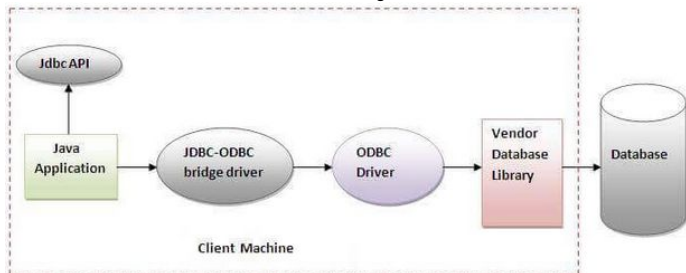 Jdbc API
Java
Application
JDBC-ODBC
bridge driver
ODBC
Driver
Vendor
Database
Library
Database
Client Machine